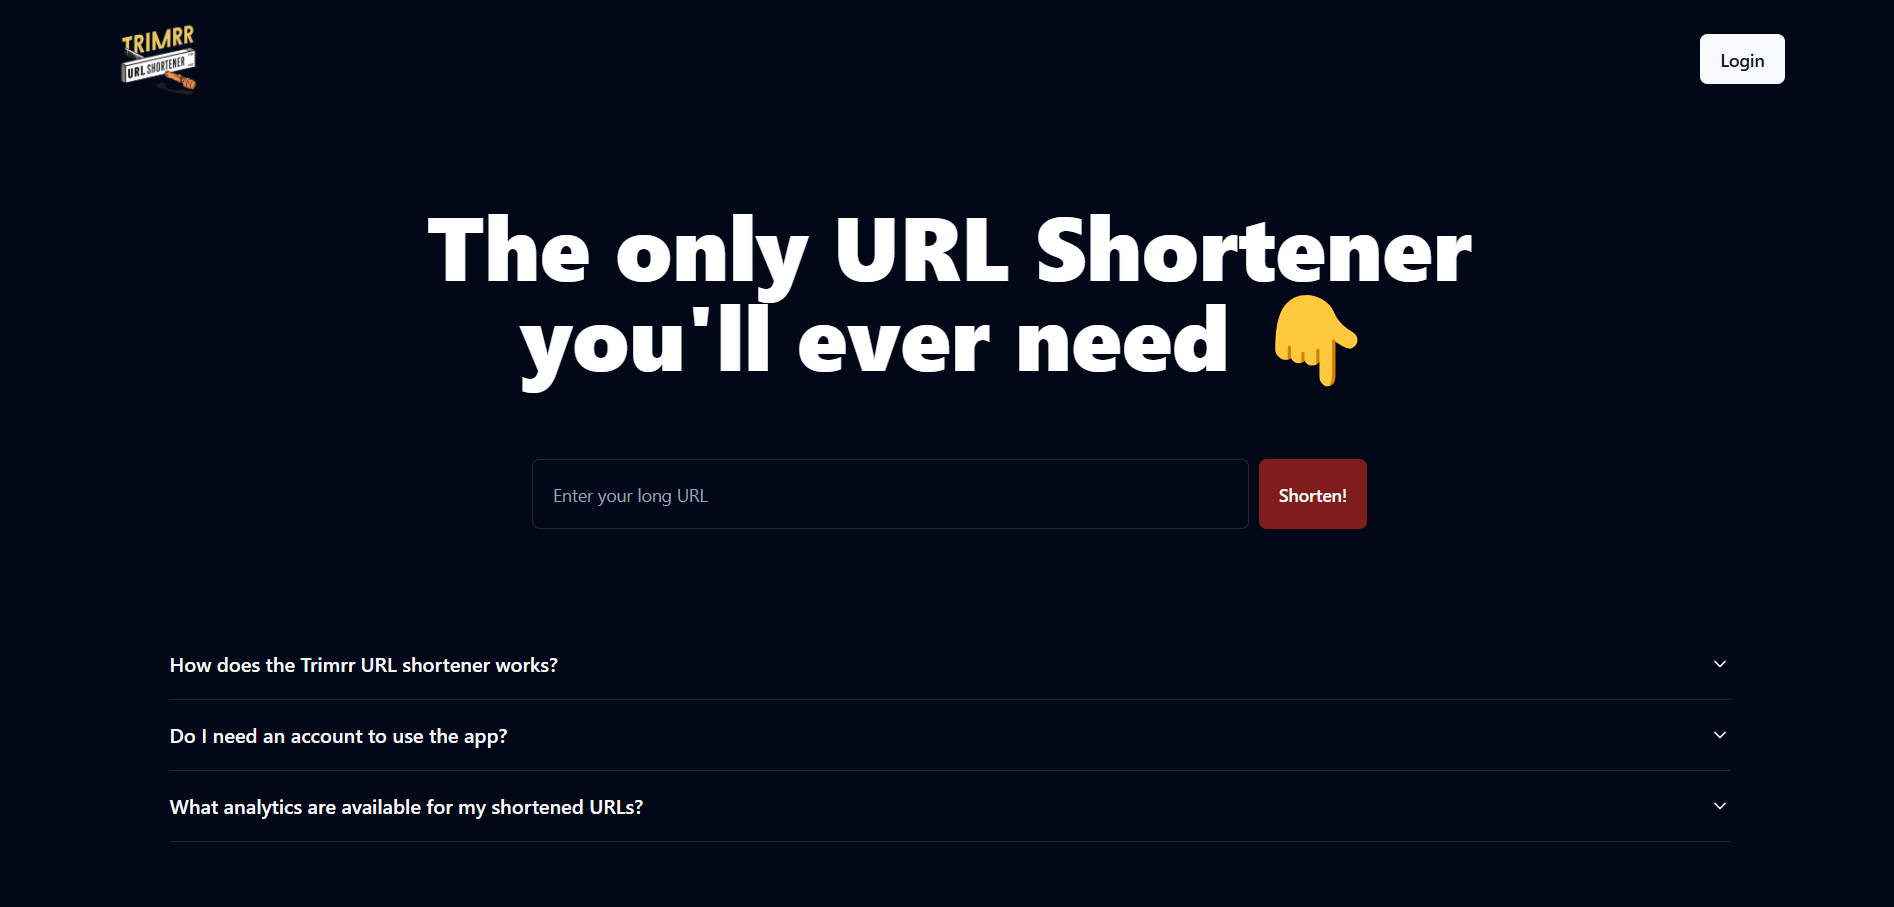 TRIMRR
URL SHORTENER
Login
The only URL Shortener
you'll ever need 👇
Enter your long URL
Shorten!
How does the Trimrr URL shortener works?
Do I need an account to use the app?
What analytics are available for my shortened URLs?